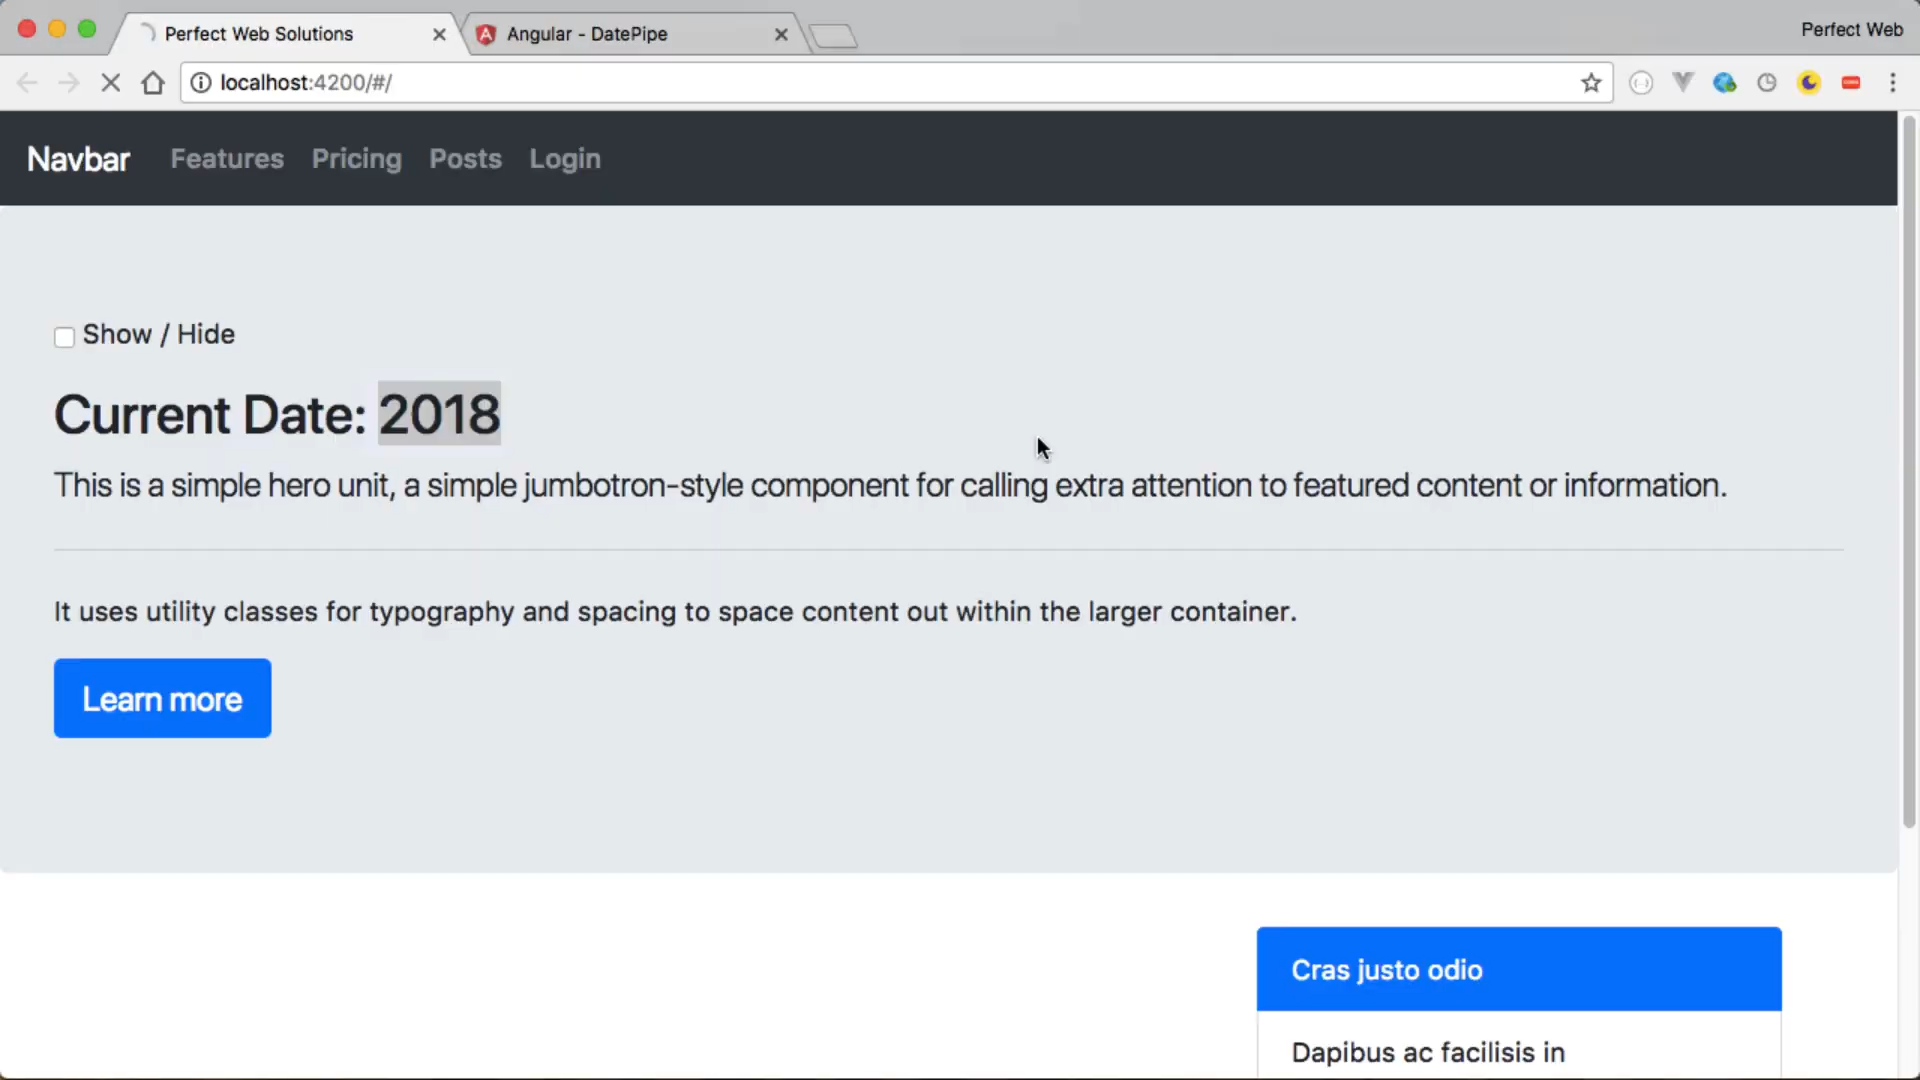 Perfect Web Solutions
Angular - DatePipe
Perfect Web
localhost:4200/#/
Navbar Features Pricing Posts Login
Show / Hide
Current Date: 2018
This is a simple hero unit, a simple jumbotron-style component for calling extra attention to featured content or information.
It uses utility classes for typography and spacing to space content out within the larger container.
Learn more
Cras justo odio
Dapibus ac facilisis in